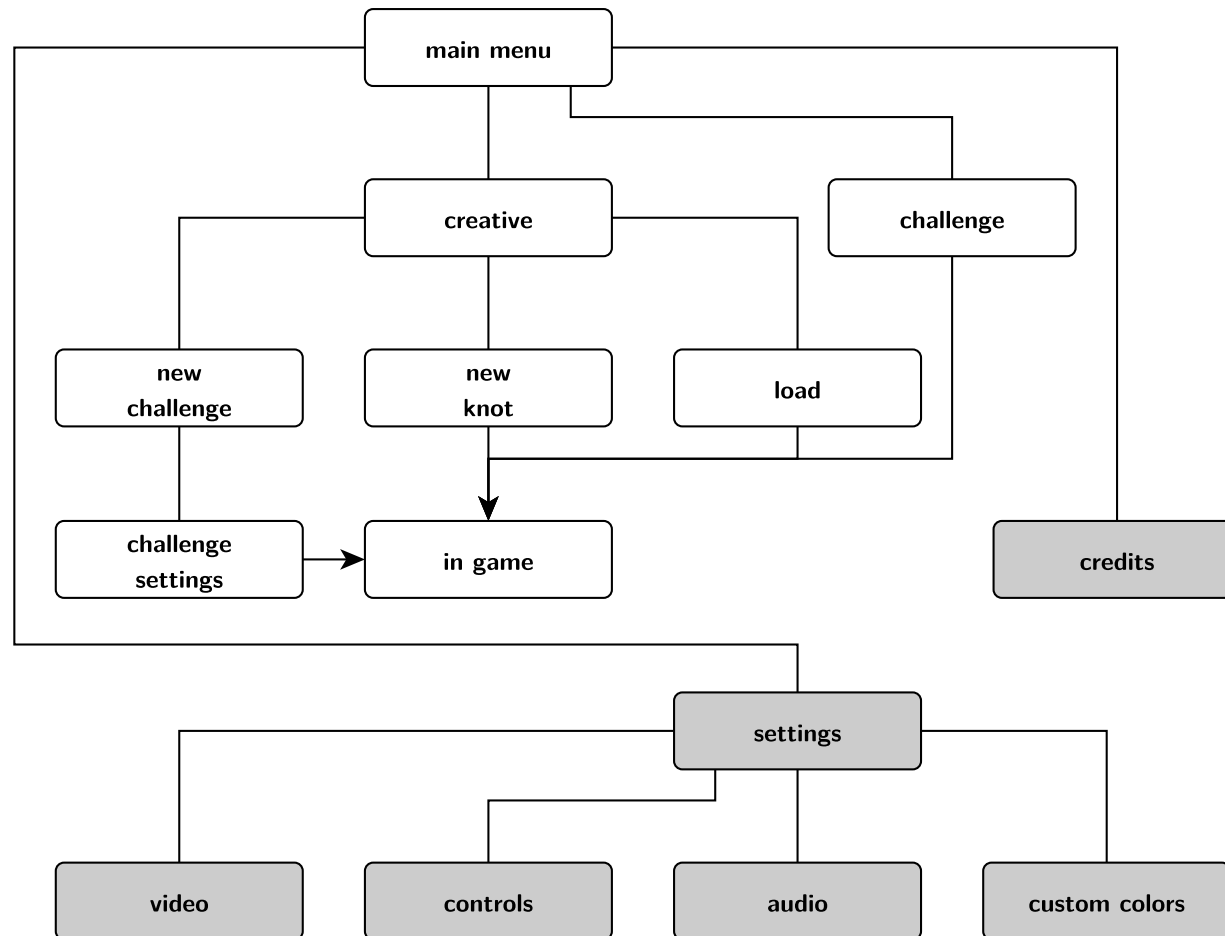 main menu
creative
challenge
new
challenge
new
knot
load
challenge
settings
in game
credits
settings
video
controls
audio
custom colors